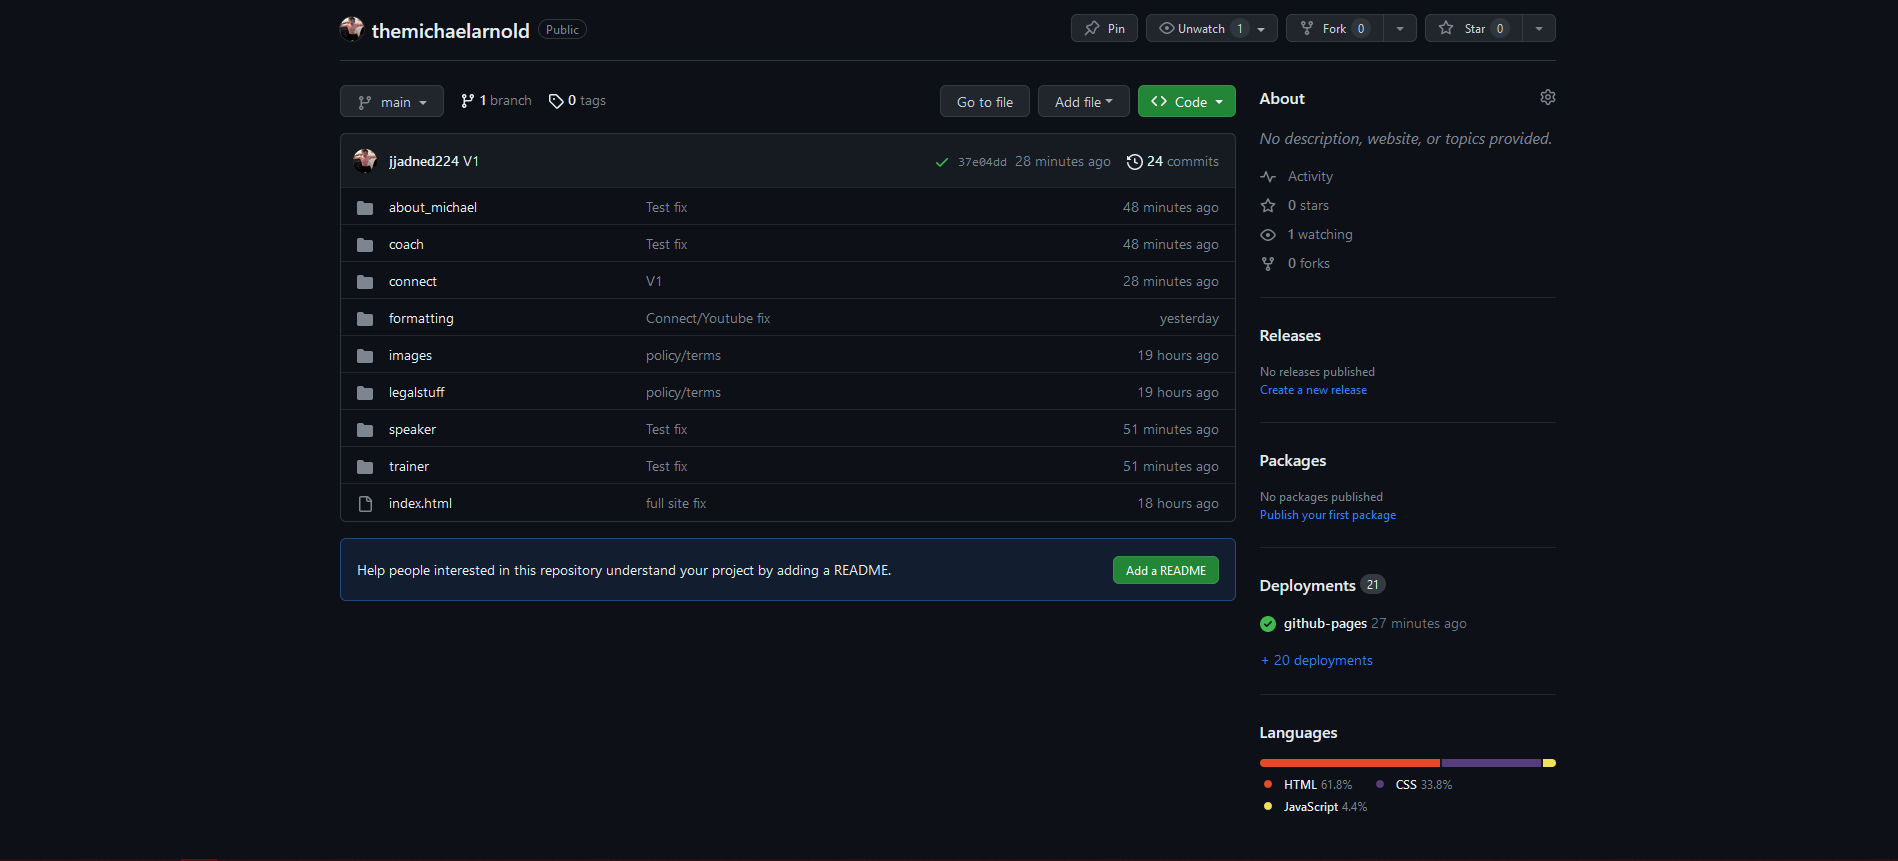 themichaelarnold Public
Pin Unwatch 1 Fork 0 Star 0
main 1 branch 0 tags
Go to file Add file Code
jjadned224 V1 37e04dd 28 minutes ago 24 commits
about_michael Test fix 48 minutes ago
coach Test fix 48 minutes ago
connect V1 28 minutes ago
formatting Connect/Youtube fix yesterday
images policy/terms 19 hours ago
legalstuff policy/terms 19 hours ago
speaker Test fix 51 minutes ago
trainer Test fix 51 minutes ago
index.html full site fix 18 hours ago
Help people interested in this repository understand your project by adding a README. Add a README
About
No description, website, or topics provided.
Activity
0 stars
1 watching
0 forks
Releases
No releases published
Create a new release
Packages
No packages published
Publish your first package
Deployments 21
github-pages 27 minutes ago
+ 20 deployments
Languages
HTML 61.8% CSS 33.8%
JavaScript 4.4%